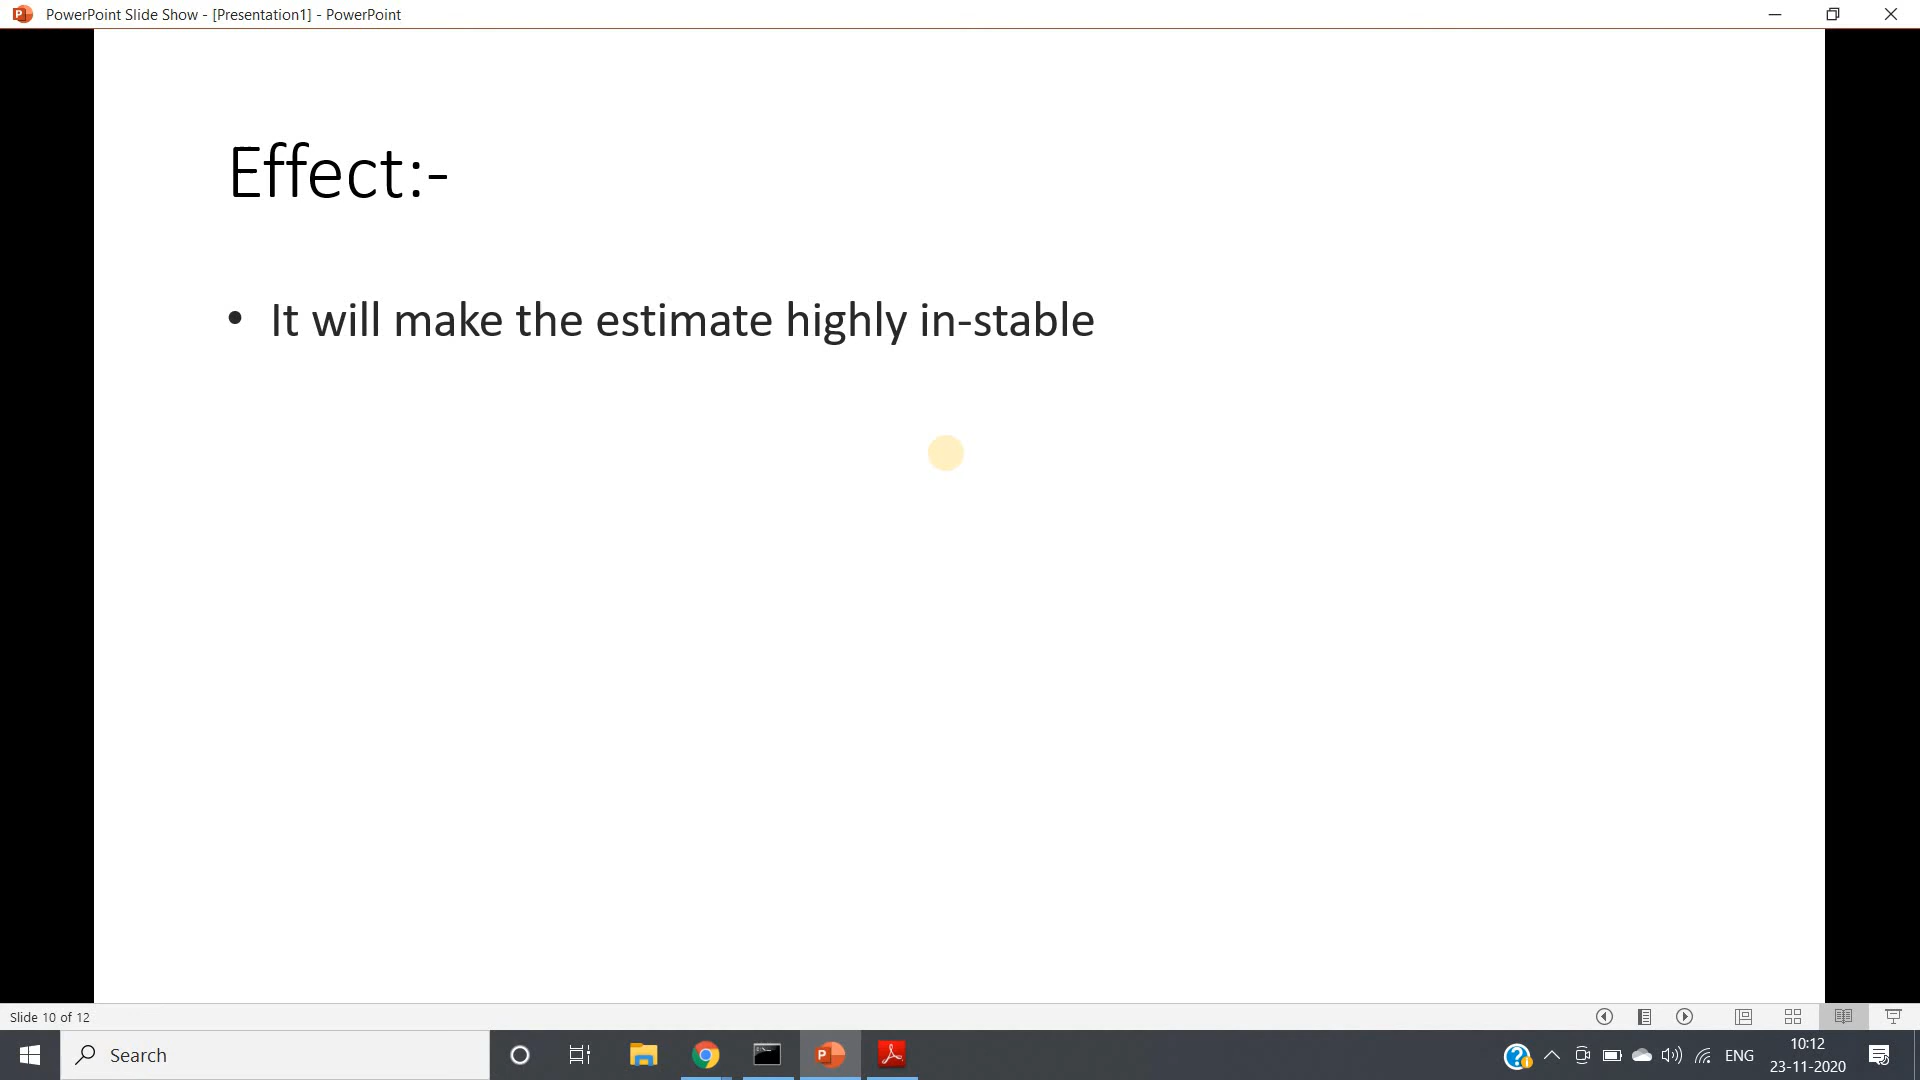 PowerPoint Slide Show - [Presentation1] - PowerPoint
Effect:-
• It will make the estimate highly in-stable
Slide 10 of 12
Search
ENG
10:12
23-11-2020